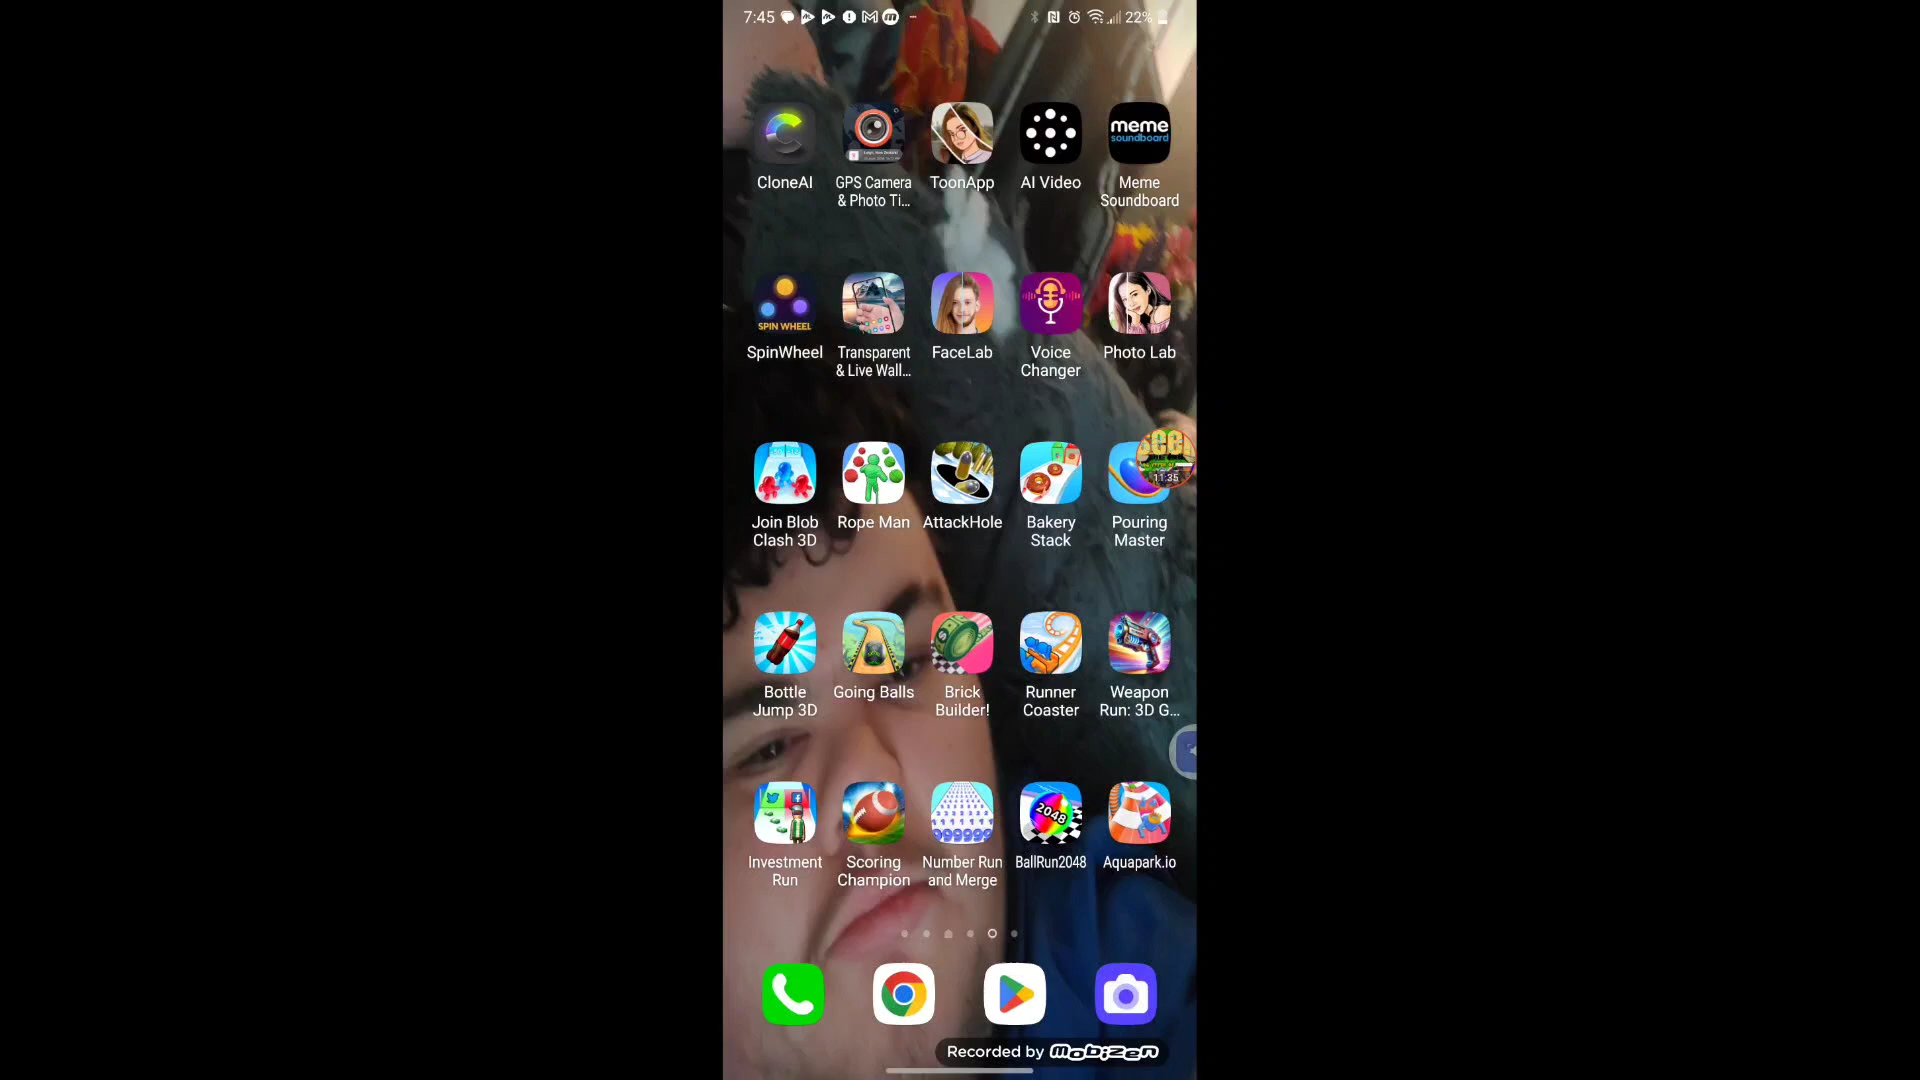 7:45
22%
meme
soundboard
CloneAI
GPS Camera
& Photo Ti...
ToonApp
AI Video
Meme
Soundboard
SPIN WHEEL
SpinWheel
Transparent
& Live Wall...
FaceLab
Voice
Changer
Photo Lab
11:35
Join Blob
Clash 3D
Rope Man
AttackHole
Bakery
Stack
Pouring
Master
Bottle
Jump 3D
Going Balls
Brick
Builder!
Runner
Coaster
Weapon
Run: 3D G...
2048
Investment
Run
Scoring
Champion
Number Run
and Merge
BallRun2048
Aquapark.io
Recorded by Mobizen